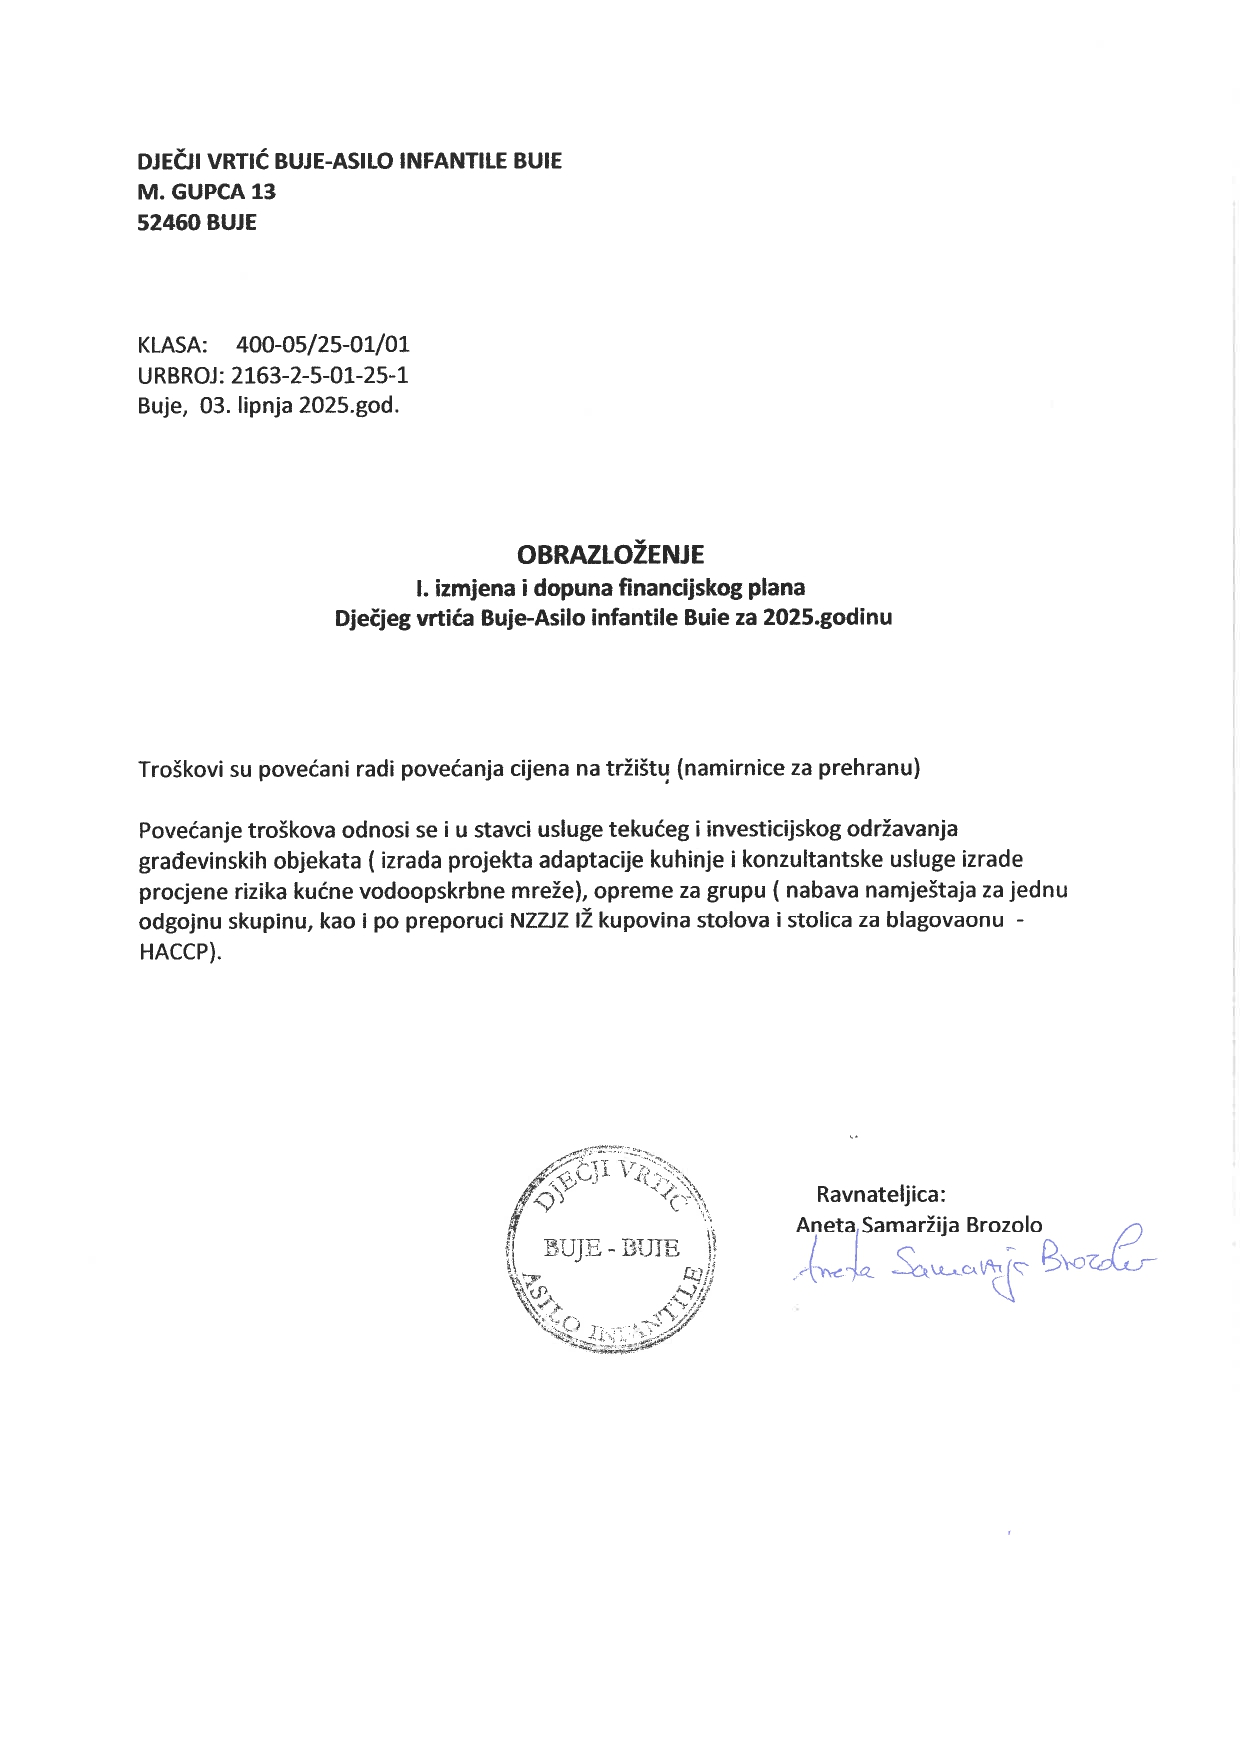 DJEČJI VRTIĆ BUJE-ASILO INFANTILE BUIE
M. GUPCA 13
52460 BUJE
KLASA: 400-05/25-01/01
URBROJ: 2163-2-5-01-25-1
Buje, 03. lipnja 2025.god.
OBRAZLOŽENJE
I. izmjena i dopuna financijskog plana
Dječjeg vrtića Buje-Asilo infantile Buie za 2025.godinu
Troškovi su povećani radi povećanja cijena na tržištu (namirnice za prehranu)
Povećanje troškova odnosi se i u stavci usluge tekućeg i investicijskog održavanja
građevinskih objekata ( izrada projekta adaptacije kuhinje i konzultantske usluge izrade
procjene rizika kućne vodoopskrbne mreže), opreme za grupu ( nabava namještaja za jednu
odgojnu skupinu, kao i po preporuci NZZJZ IŽ kupovina stolova i stolica za blagovaonu -
HACCP).
DJEČJI VRTIĆ
BUJE - BUIE
ASILO INFANTILE
Ravnateljica:
Aneta Samaržija Brozolo
Aneta Samaržija Brozolo